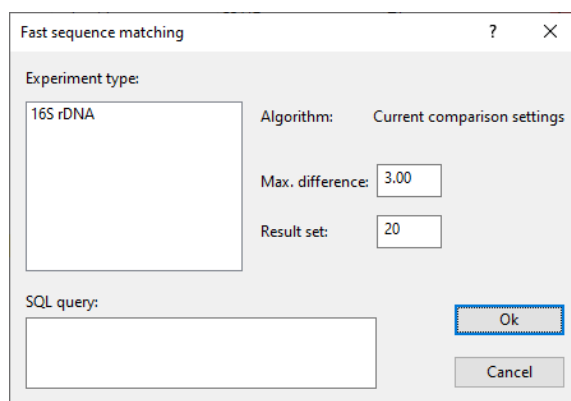 Fast sequence matching
Experiment type:
16S rDNA
Algorithm: Current comparison settings
Max. difference: 3.00
Result set: 20
SQL query:
Ok
Cancel